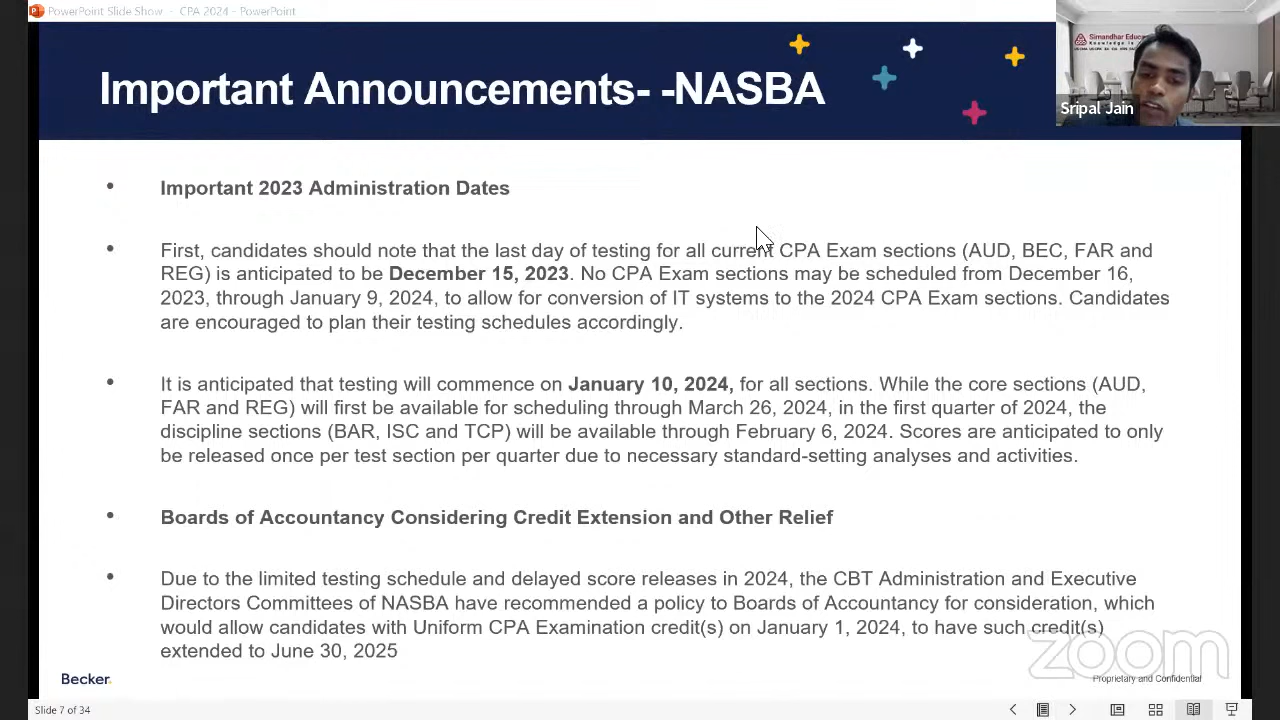 PowerPoint Slide Show - CPA 2024 - PowerPoint
Important Announcements- -NASBA
Simandhar Educ
Sripal Jain
• Important 2023 Administration Dates
• First, candidates should note that the last day of testing for all current CPA Exam sections (AUD, BEC, FAR and
REG) is anticipated to be December 15, 2023. No CPA Exam sections may be scheduled from December 16,
2023, through January 9, 2024, to allow for conversion of IT systems to the 2024 CPA Exam sections. Candidates
are encouraged to plan their testing schedules accordingly.
• It is anticipated that testing will commence on January 10, 2024, for all sections. While the core sections (AUD,
FAR and REG) will first be available for scheduling through March 26, 2024, in the first quarter of 2024, the
discipline sections (BAR, ISC and TCP) will be available through February 6, 2024. Scores are anticipated to only
be released once per test section per quarter due to necessary standard-setting analyses and activities.
• Boards of Accountancy Considering Credit Extension and Other Relief
• Due to the limited testing schedule and delayed score releases in 2024, the CBT Administration and Executive
Directors Committees of NASBA have recommended a policy to Boards of Accountancy for consideration, which
would allow candidates with Uniform CPA Examination credit(s) on January 1, 2024, to have such credit(s)
extended to June 30, 2025
zoom
Becker.
Proprietary and Confidential
Slide 7 of 34